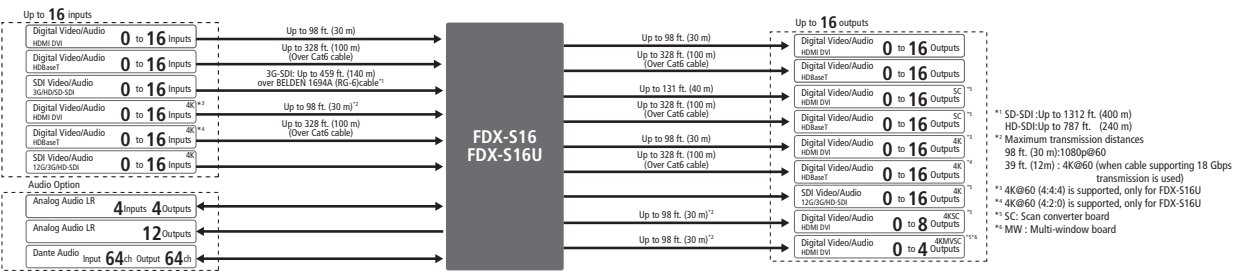 Up to 16 inputs
Digital Video/Audio
HDMI DVI
0 to 16 Inputs
Digital Video/Audio
HDBaseT
0 to 16 Inputs
SDI Video/Audio
3G/HD/SD-SDI
0 to 16 Inputs
Digital Video/Audio
HDMI DVI
4K *3
0 to 16 Inputs
Digital Video/Audio
HDBaseT
4K *4
0 to 16 Inputs
SDI Video/Audio
12G/3G/HD-SDI
4K
0 to 16 Inputs
Audio Option
Analog Audio LR
4 Inputs 4 Outputs
Analog Audio LR
12 Outputs
Dante Audio
Input 64 ch Output 64 ch
Up to 98 ft. (30 m)
Up to 328 ft. (100 m)
(Over Cat6 cable)
3G-SDI: Up to 459 ft. (140 m)
over BELDEN 1694A (RG-6)cable*1
Up to 98 ft. (30 m)*2
Up to 328 ft. (100 m)
(Over Cat6 cable)
FDX-S16
FDX-S16U
Up to 98 ft. (30 m)
Up to 328 ft. (100 m)
(Over Cat6 cable)
Up to 131 ft. (40 m)
Up to 328 ft. (100 m)
(Over Cat6 cable)
Up to 98 ft. (30 m)
Up to 328 ft. (100 m)
(Over Cat6 cable)
Up to 98 ft. (30 m)*2
Up to 98 ft. (30 m)*2
Up to 16 outputs
Digital Video/Audio
HDMI DVI
0 to 16 Outputs
Digital Video/Audio
HDBaseT
0 to 16 Outputs
Digital Video/Audio
HDMI DVI
SC *5
0 to 16 Outputs
Digital Video/Audio
HDBaseT
SC *5
0 to 16 Outputs
Digital Video/Audio
HDMI DVI
4K *3
0 to 16 Outputs
Digital Video/Audio
HDBaseT
4K *4
0 to 16 Outputs
SDI Video/Audio
12G/3G/HD-SDI
4K *5
0 to 16 Outputs
Digital Video/Audio
HDMI DVI
4KSC *5
0 to 8 Outputs
Digital Video/Audio
HDMI DVI
4KMVSC *5*6
0 to 4 Outputs
*1 SD-SDI :Up to 1312 ft. (400 m)
HD-SDI:Up to 787 ft. (240 m)
*2 Maximum transmission distances
98 ft. (30 m):1080p@60
39 ft. (12m) : 4K@60 (when cable supporting 18 Gbps
transmission is used)
*3 4K@60 (4:4:4) is supported, only for FDX-S16U
*4 4K@60 (4:2:0) is supported, only for FDX-S16U
*5 SC: Scan converter board
*6 MW : Multi-window board